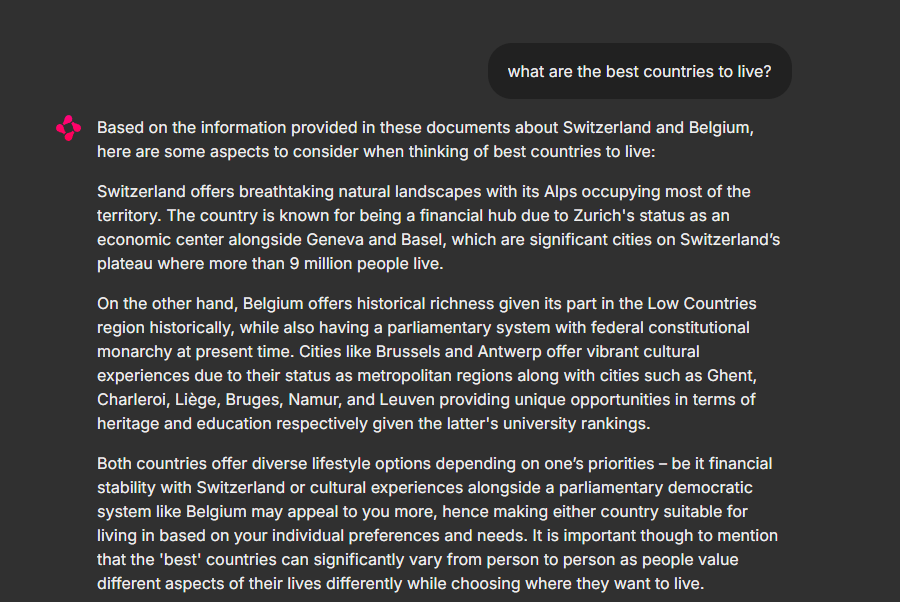 what are the best countries to live?
Based on the information provided in these documents about Switzerland and Belgium,
here are some aspects to consider when thinking of best countries to live:
Switzerland offers breathtaking natural landscapes with its Alps occupying most of the
territory. The country is known for being a financial hub due to Zurich's status as an
economic center alongside Geneva and Basel, which are significant cities on Switzerland’s
plateau where more than 9 million people live.
On the other hand, Belgium offers historical richness given its part in the Low Countries
region historically, while also having a parliamentary system with federal constitutional
monarchy at present time. Cities like Brussels and Antwerp offer vibrant cultural
experiences due to their status as metropolitan regions along with cities such as Ghent,
Charleroi, Liège, Bruges, Namur, and Leuven providing unique opportunities in terms of
heritage and education respectively given the latter's university rankings.
Both countries offer diverse lifestyle options depending on one’s priorities – be it financial
stability with Switzerland or cultural experiences alongside a parliamentary democratic
system like Belgium may appeal to you more, hence making either country suitable for
living in based on your individual preferences and needs. It is important though to mention
that the 'best' countries can significantly vary from person to person as people value
different aspects of their lives differently while choosing where they want to live.